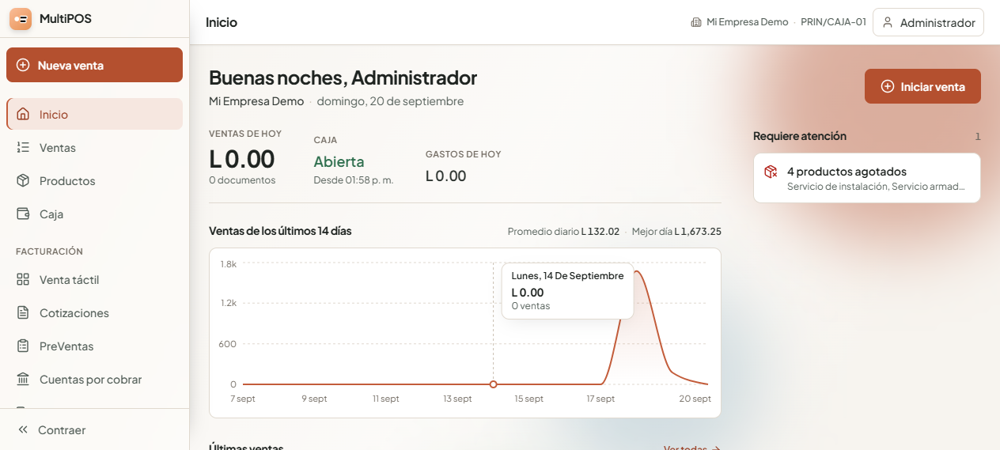 MultiPOS
Nueva venta
Inicio
Ventas
Productos
Caja
FACTURACIÓN
Venta táctil
Cotizaciones
PreVentas
Cuentas por cobrar
Contraer
Inicio
Mi Empresa Demo · PRIN/CAJA-01
Administrador
Buenas noches, Administrador
Mi Empresa Demo · domingo, 20 de septiembre
Iniciar venta
VENTAS DE HOY
L 0.00
0 documentos
CAJA
Abierta
Desde 01:58 p. m.
GASTOS DE HOY
L 0.00
Requiere atención 1
4 productos agotados
Servicio de instalación, Servicio armad...
Ventas de los últimos 14 días
Promedio diario L 132.02 · Mejor día L 1,673.25
1.8k
1.2k
600
0
Lunes, 14 De Septiembre
L 0.00
0 ventas
7 sept 9 sept 11 sept 13 sept 15 sept 17 sept 20 sept
Últimas ventas
Ver todas →